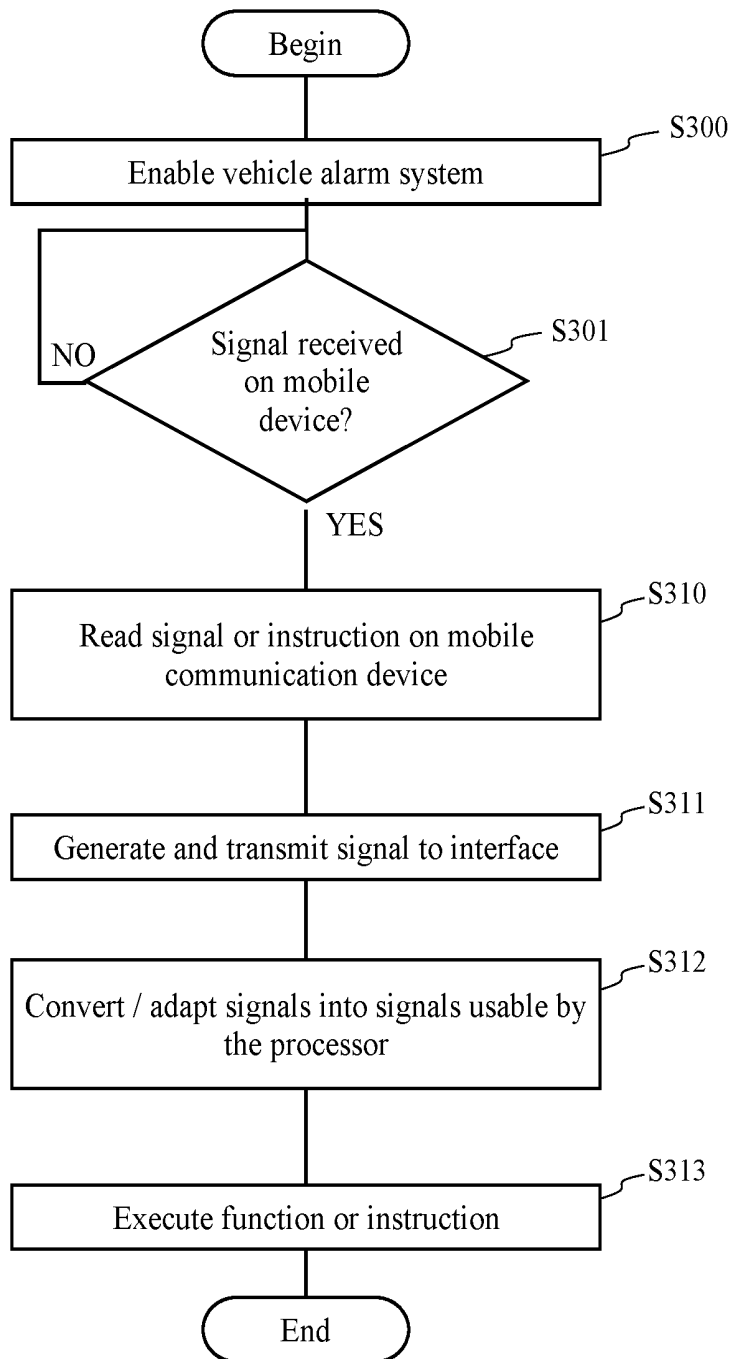 Begin
S300
Enable vehicle alarm system
S301
Signal received
on mobile
device?
NO
YES
S310
Read signal or instruction on mobile
communication device
S311
Generate and transmit signal to interface
S312
Convert / adapt signals into signals usable by
the processor
S313
Execute function or instruction
End